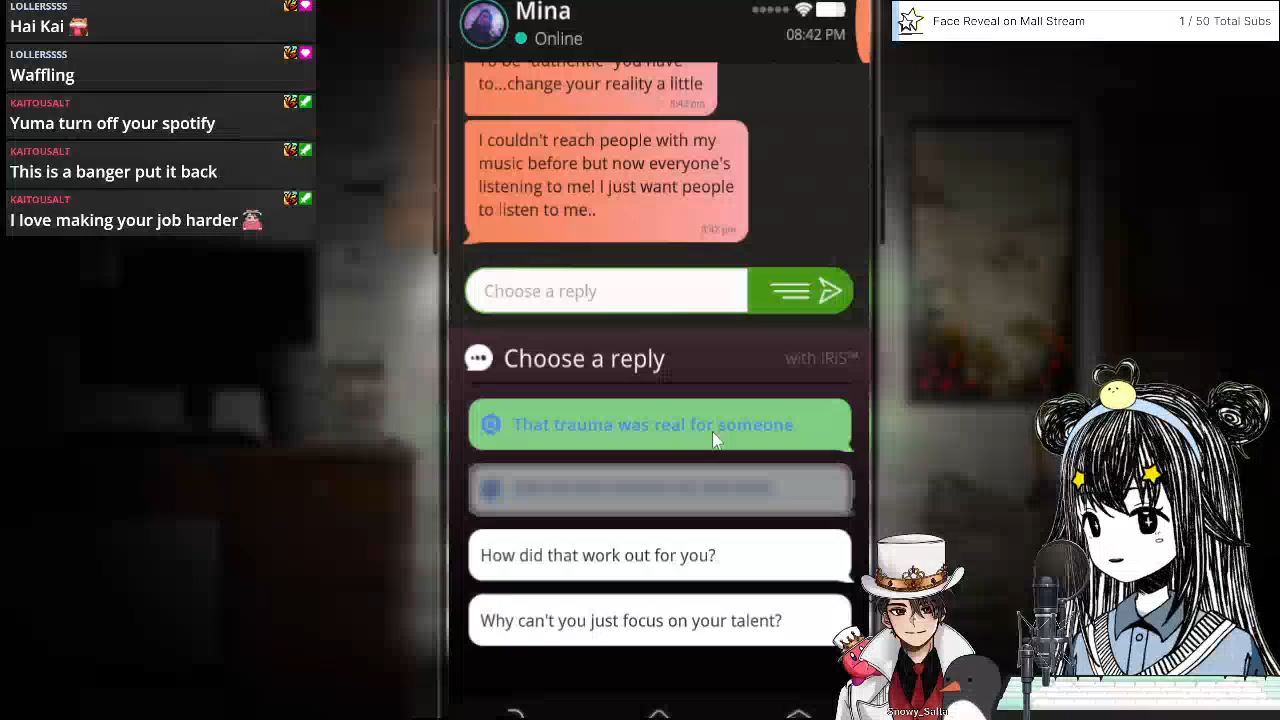 LOLLERSSSS
Hai Kai
LOLLERSSSS
Waffling
KAITOUSALT
Yuma turn off your spotify
KAITOUSALT
This is a banger put it back
KAITOUSALT
I love making your job harder
Mina
Online
08:42 PM
to...change your reality a little
I couldn't reach people with my
music before but now everyone's
listening to me! I just want people
to listen to me..
Choose a reply
Choose a reply
with IRIS™
That trauma was real for someone
How did that work out for you?
Why can't you just focus on your talent?
Face Reveal on Mall Stream
1 / 50 Total Subs